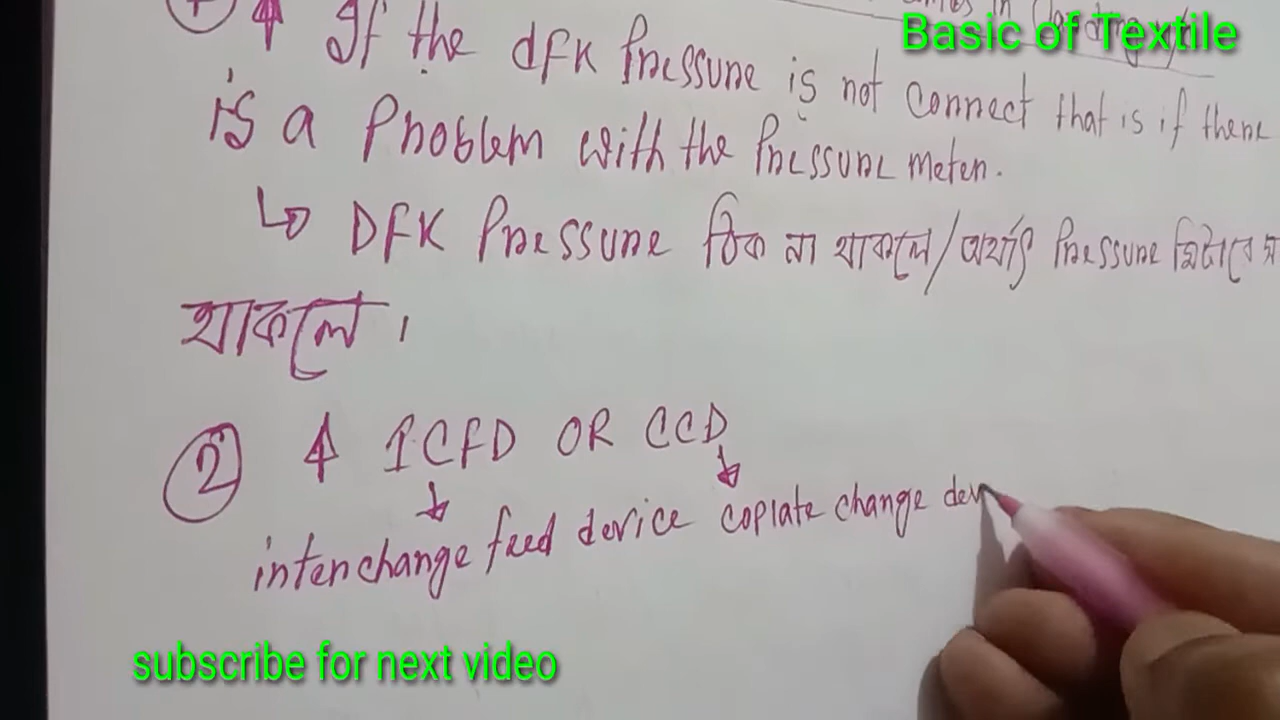 Basic of Textile
① If the DFK Pressure is not connect that is if there
is a Problem with the Pressure meter.
DFK Pressure ঠিক না থাকলে/অর্থাৎ Pressure মিটারে
থাকলে।
② ICFD OR CCD
interchange feed device coplate change dev
subscribe for next video